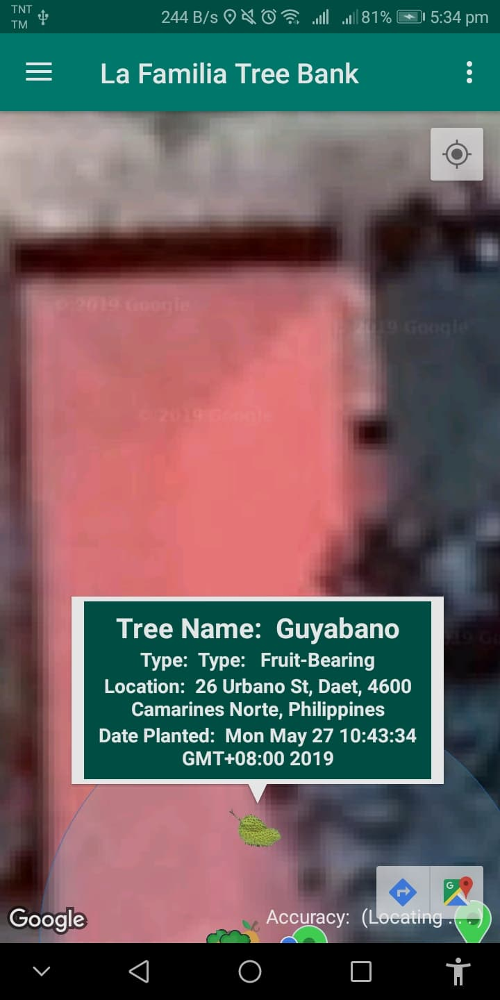 TNT
TM
244 B/s 81% 5:34 pm
La Familia Tree Bank
© 2019 Google
2019 Google
© 2019 Google
Tree Name: Guyabano
Type: Type: Fruit-Bearing
Location: 26 Urbano St, Daet, 4600
Camarines Norte, Philippines
Date Planted: Mon May 27 10:43:34
GMT+08:00 2019
G
Google
Accuracy: (Locating . . . )